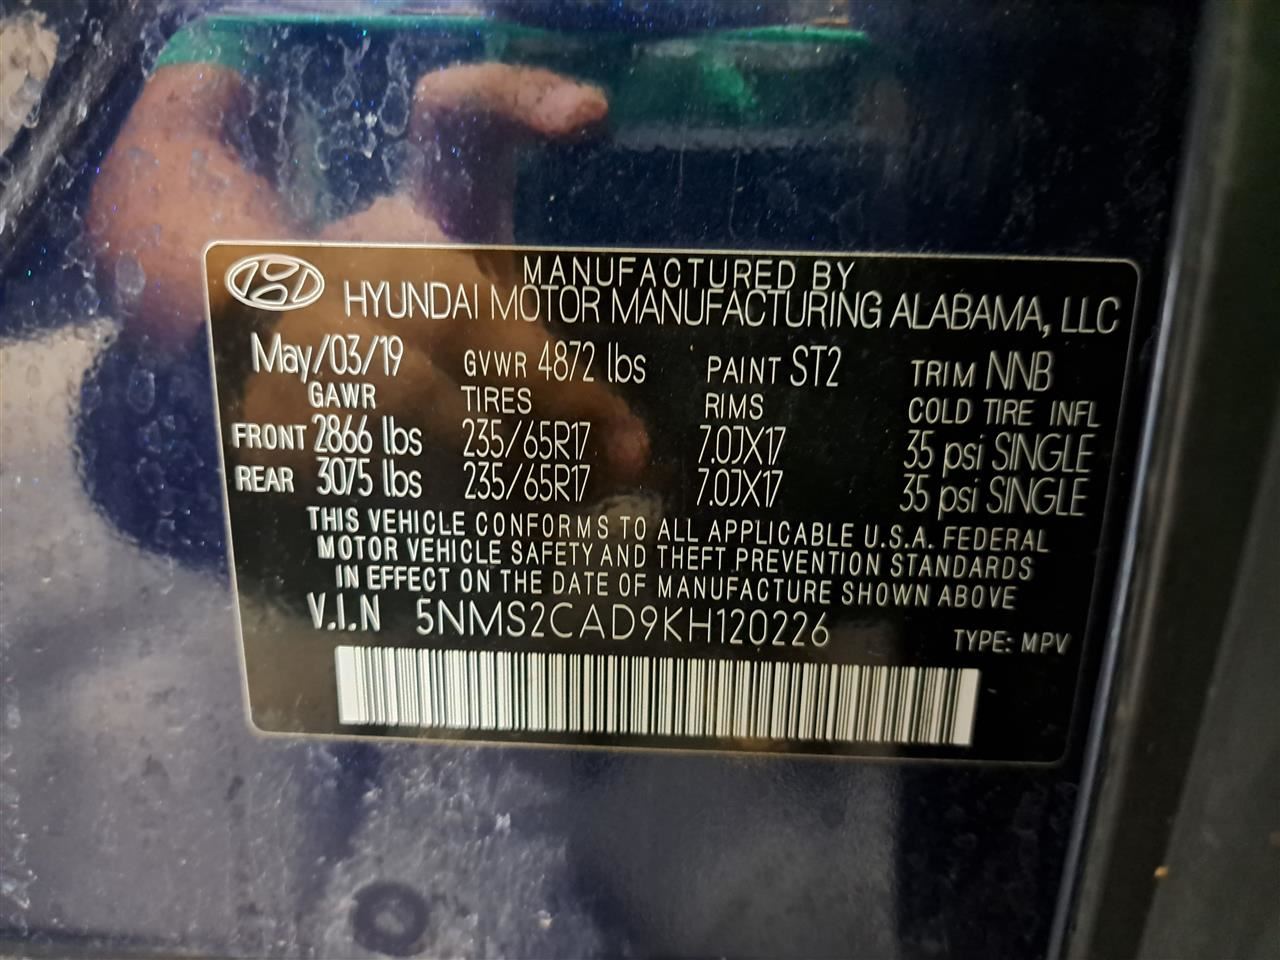 MANUFACTURED BY
HYUNDAI MOTOR MANUFACTURING ALABAMA, LLC
May/03/19 GVWR 4872 lbs PAINT ST2 TRIM NNB
GAWR TIRES RIMS COLD TIRE INFL
FRONT 2866 lbs 235/65R17 7.0JX17 35 psi SINGLE
REAR 3075 lbs 235/65R17 7.0JX17 35 psi SINGLE
THIS VEHICLE CONFORMS TO ALL APPLICABLE U.S.A. FEDERAL
MOTOR VEHICLE SAFETY AND THEFT PREVENTION STANDARDS
IN EFFECT ON THE DATE OF MANUFACTURE SHOWN ABOVE
V.I.N 5NMS2CAD9KH120226 TYPE: MPV